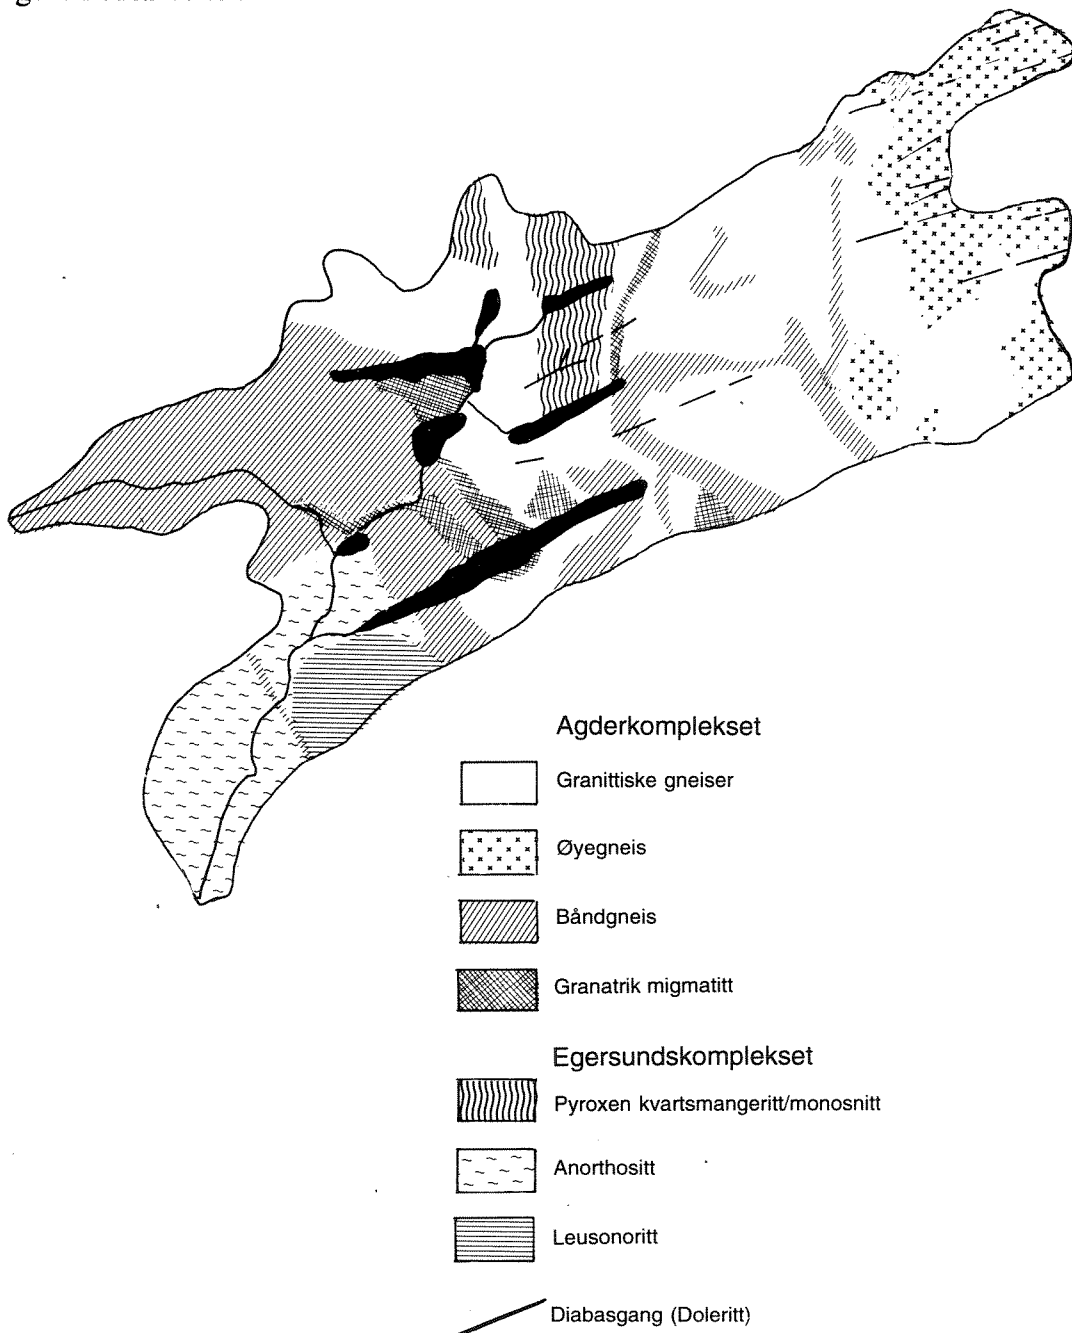 Agderkomplekset
Granittiske gneiser
Øyegneis
Båndgneis
Granatrik migmatitt
Egersundskomplekset
Pyroxen kvartsmangeritt/monosnitt
Anorthositt
Leusonoritt
Diabasgang (Doleritt)